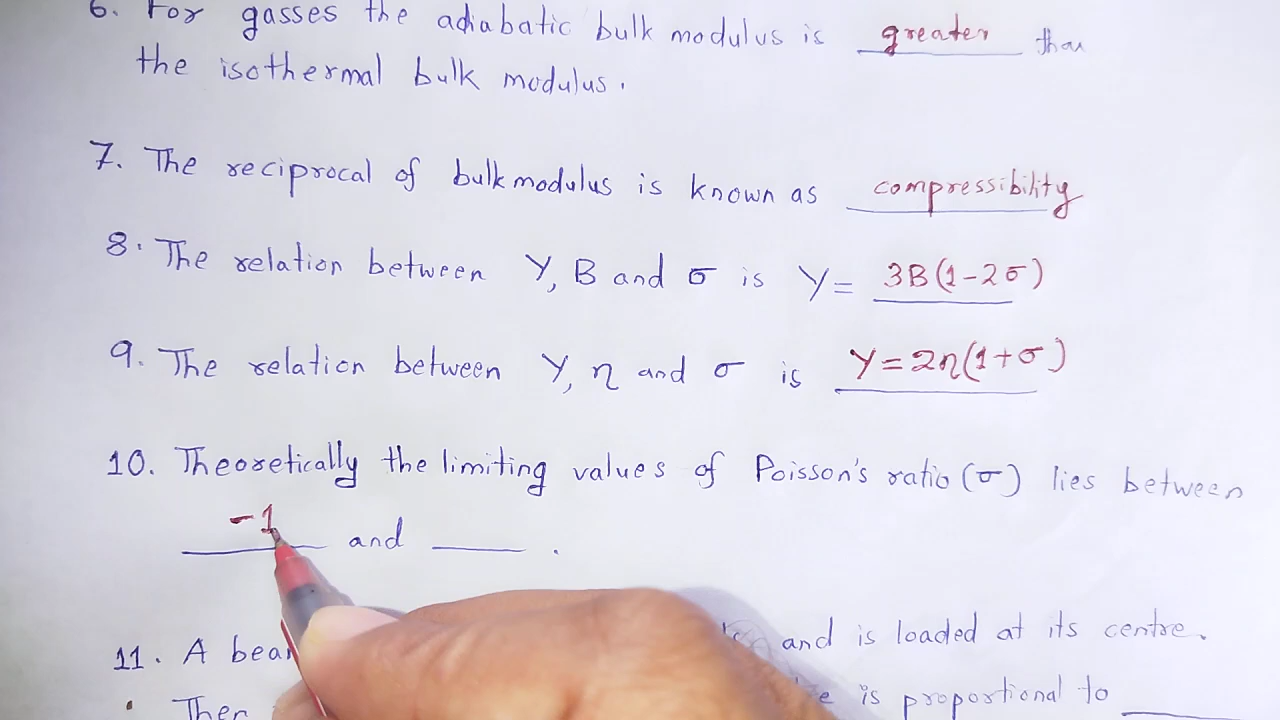 6. For gasses the adiabatic bulk modulus is greater than
the isothermal bulk modulus.
7. The reciprocal of bulk modulus is known as compressibility
8. The relation between Y, B and σ is Y = 3B(1-2σ)
9. The relation between Y, η and σ is Y = 2η(1+σ)
10. Theoretically the limiting values of Poisson's ratio (σ) lies between
-1 and ____ .
11. A and is loaded at its centre.
Then is proportional to ____